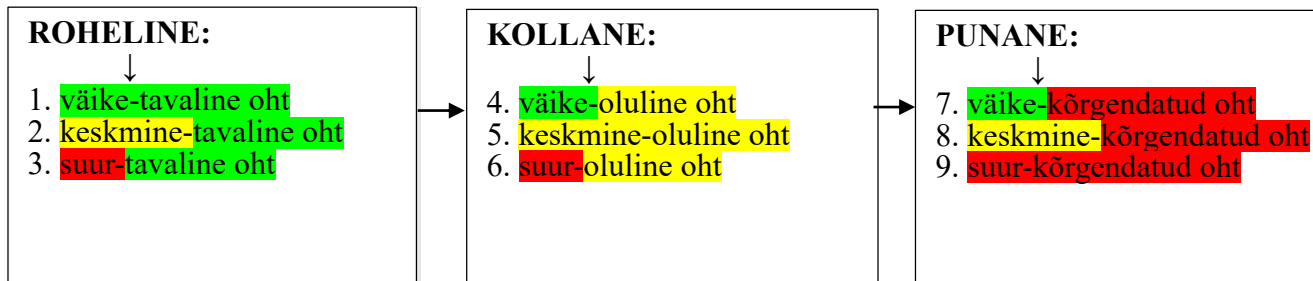 ROHELINE:
↓
1. väike-tavaline oht
2. keskmine-tavaline oht
3. suur-tavaline oht
KOLLANE:
↓
4. väike-oluline oht
5. keskmine-oluline oht
6. suur-oluline oht
PUNANE:
↓
7. väike-kõrgendatud oht
8. keskmine-kõrgendatud oht
9. suur-kõrgendatud oht